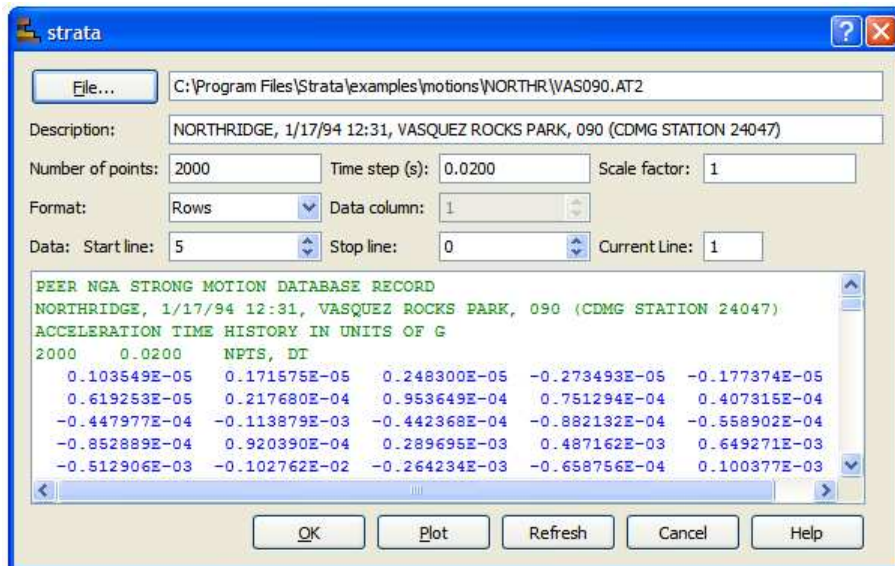 strata
File... C:\Program Files\Strata\examples\motions\NORTHR\VAS090.AT2
Description: NORTHRIDGE, 1/17/94 12:31, VASQUEZ ROCKS PARK, 090 (CDMG STATION 24047)
Number of points: 2000 Time step (s): 0.0200 Scale factor: 1
Format: Rows Data column: 1
Data: Start line: 5 Stop line: 0 Current Line: 1
PEER NGA STRONG MOTION DATABASE RECORD
NORTHRIDGE, 1/17/94 12:31, VASQUEZ ROCKS PARK, 090 (CDMG STATION 24047)
ACCELERATION TIME HISTORY IN UNITS OF G
2000 0.0200 NPTS, DT
0.103549E-05 0.171575E-05 0.248300E-05 -0.273493E-05 -0.177374E-05
0.619253E-05 0.217680E-04 0.953649E-04 0.751294E-04 0.407315E-04
-0.447977E-04 -0.113879E-03 -0.442368E-04 -0.882132E-04 -0.558902E-04
-0.852889E-04 0.920390E-04 0.289695E-03 0.487162E-03 0.649271E-03
-0.512906E-03 -0.102762E-02 -0.264234E-03 -0.658756E-04 0.100377E-03
OK Plot Refresh Cancel Help